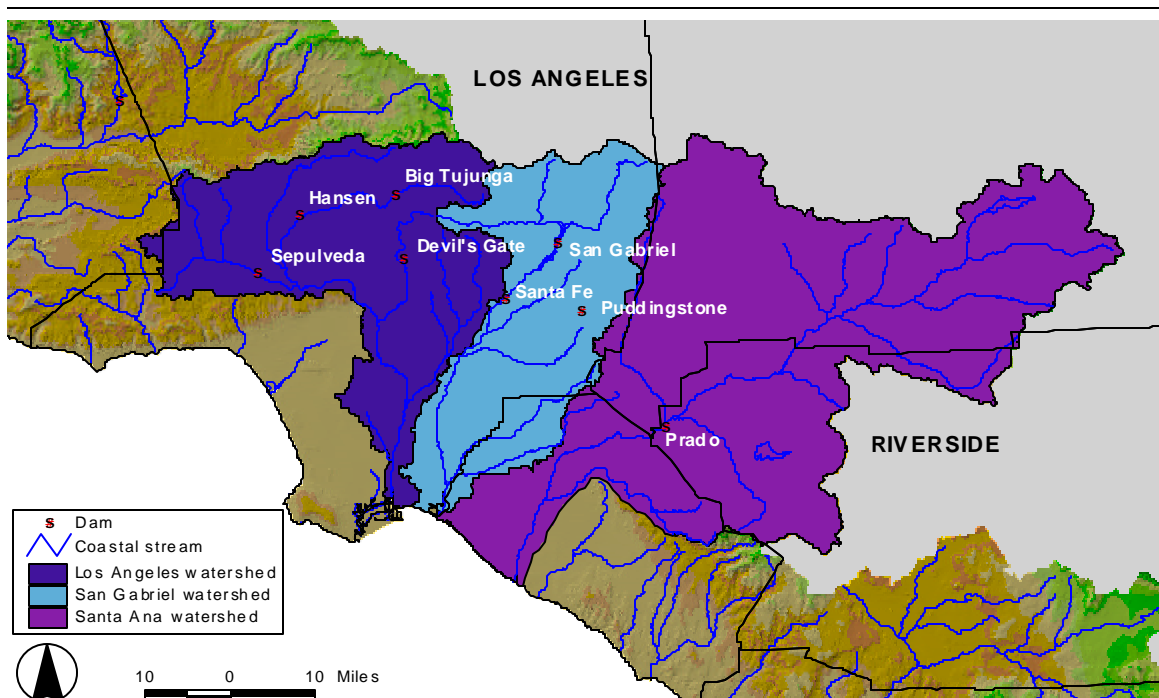 LOS ANGELES
Big Tujunga
Hansen
Devil's Gate
San Gabriel
Sepulveda
Santa Fe
Puddingstone
Prado
RIVERSIDE
s Dam
Coastal stream
Los Angeles watershed
San Gabriel watershed
Santa Ana watershed
10 0 10 Miles